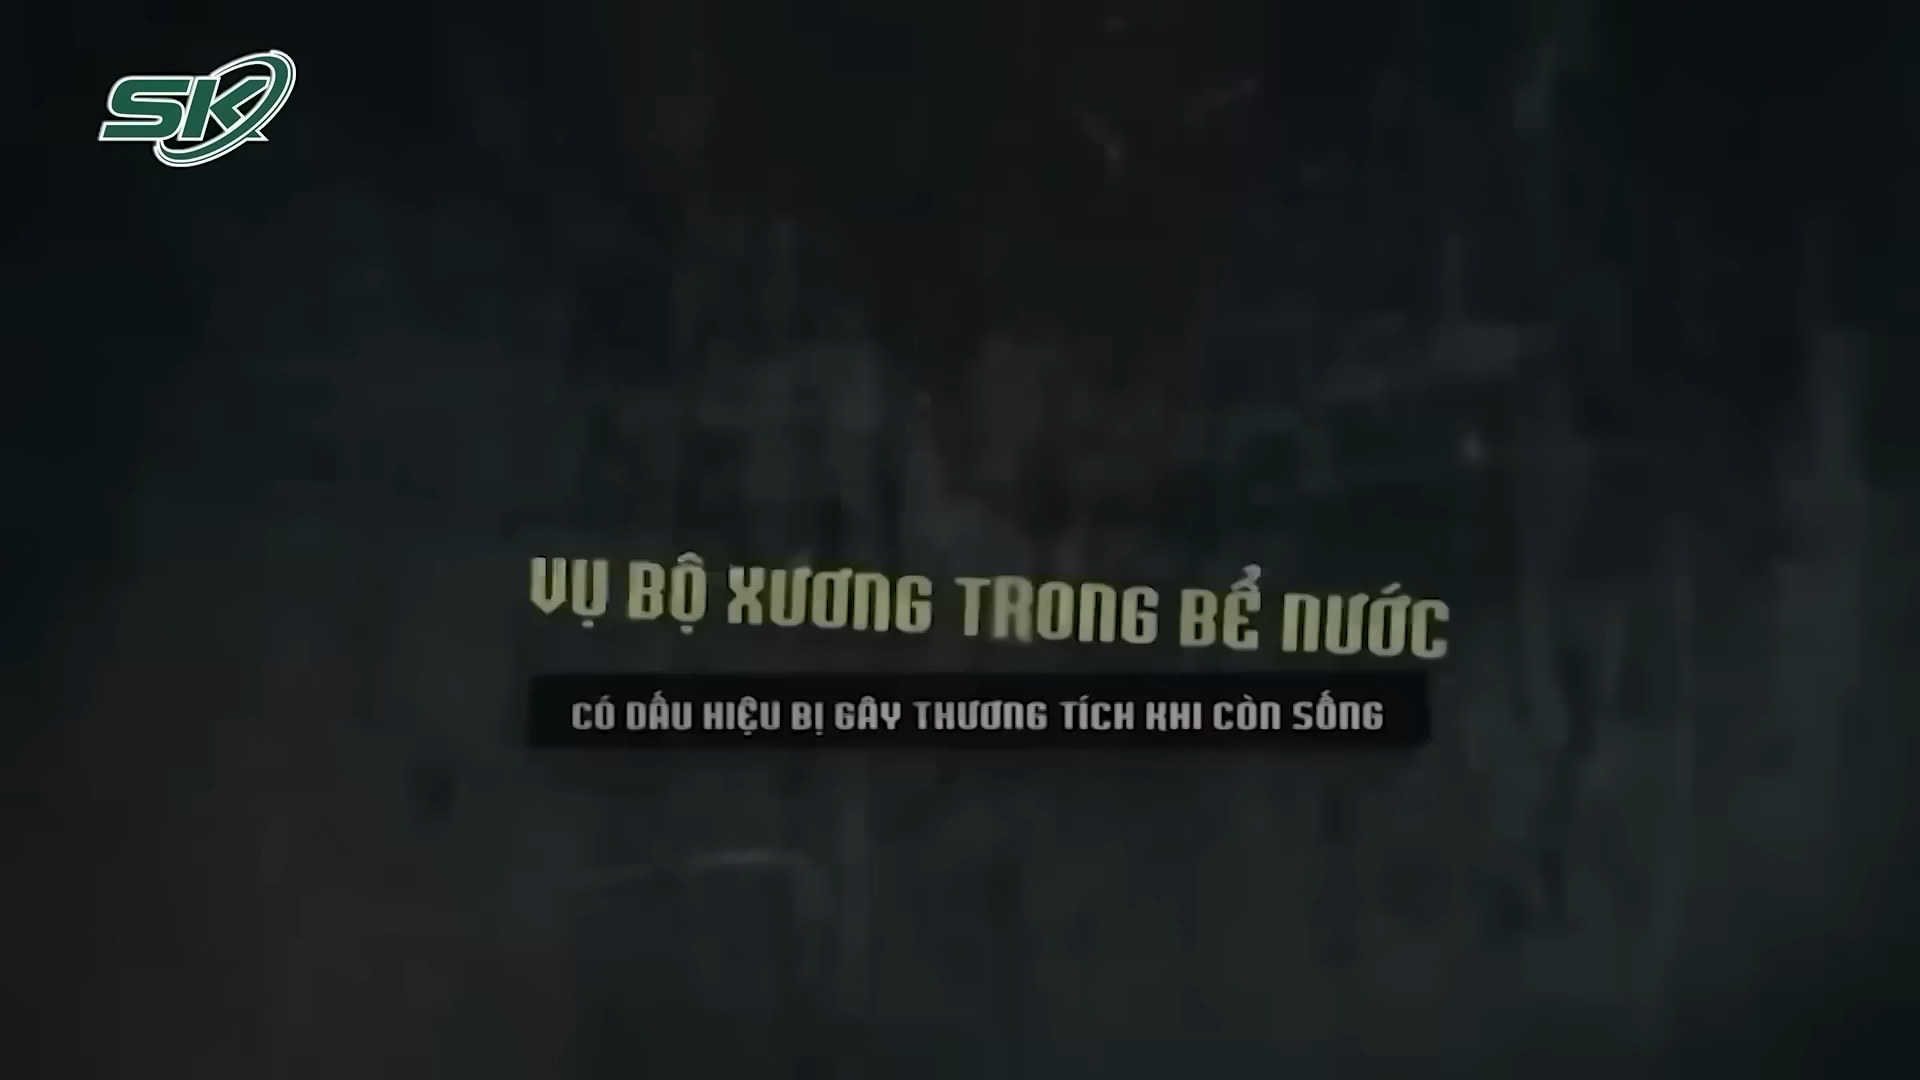 SK
VỤ BỘ XƯƠNG TRONG BỂ NƯỚC
CÓ DẤU HIỆU BỊ GÂY THƯƠNG TÍCH KHI CÒN SỐNG